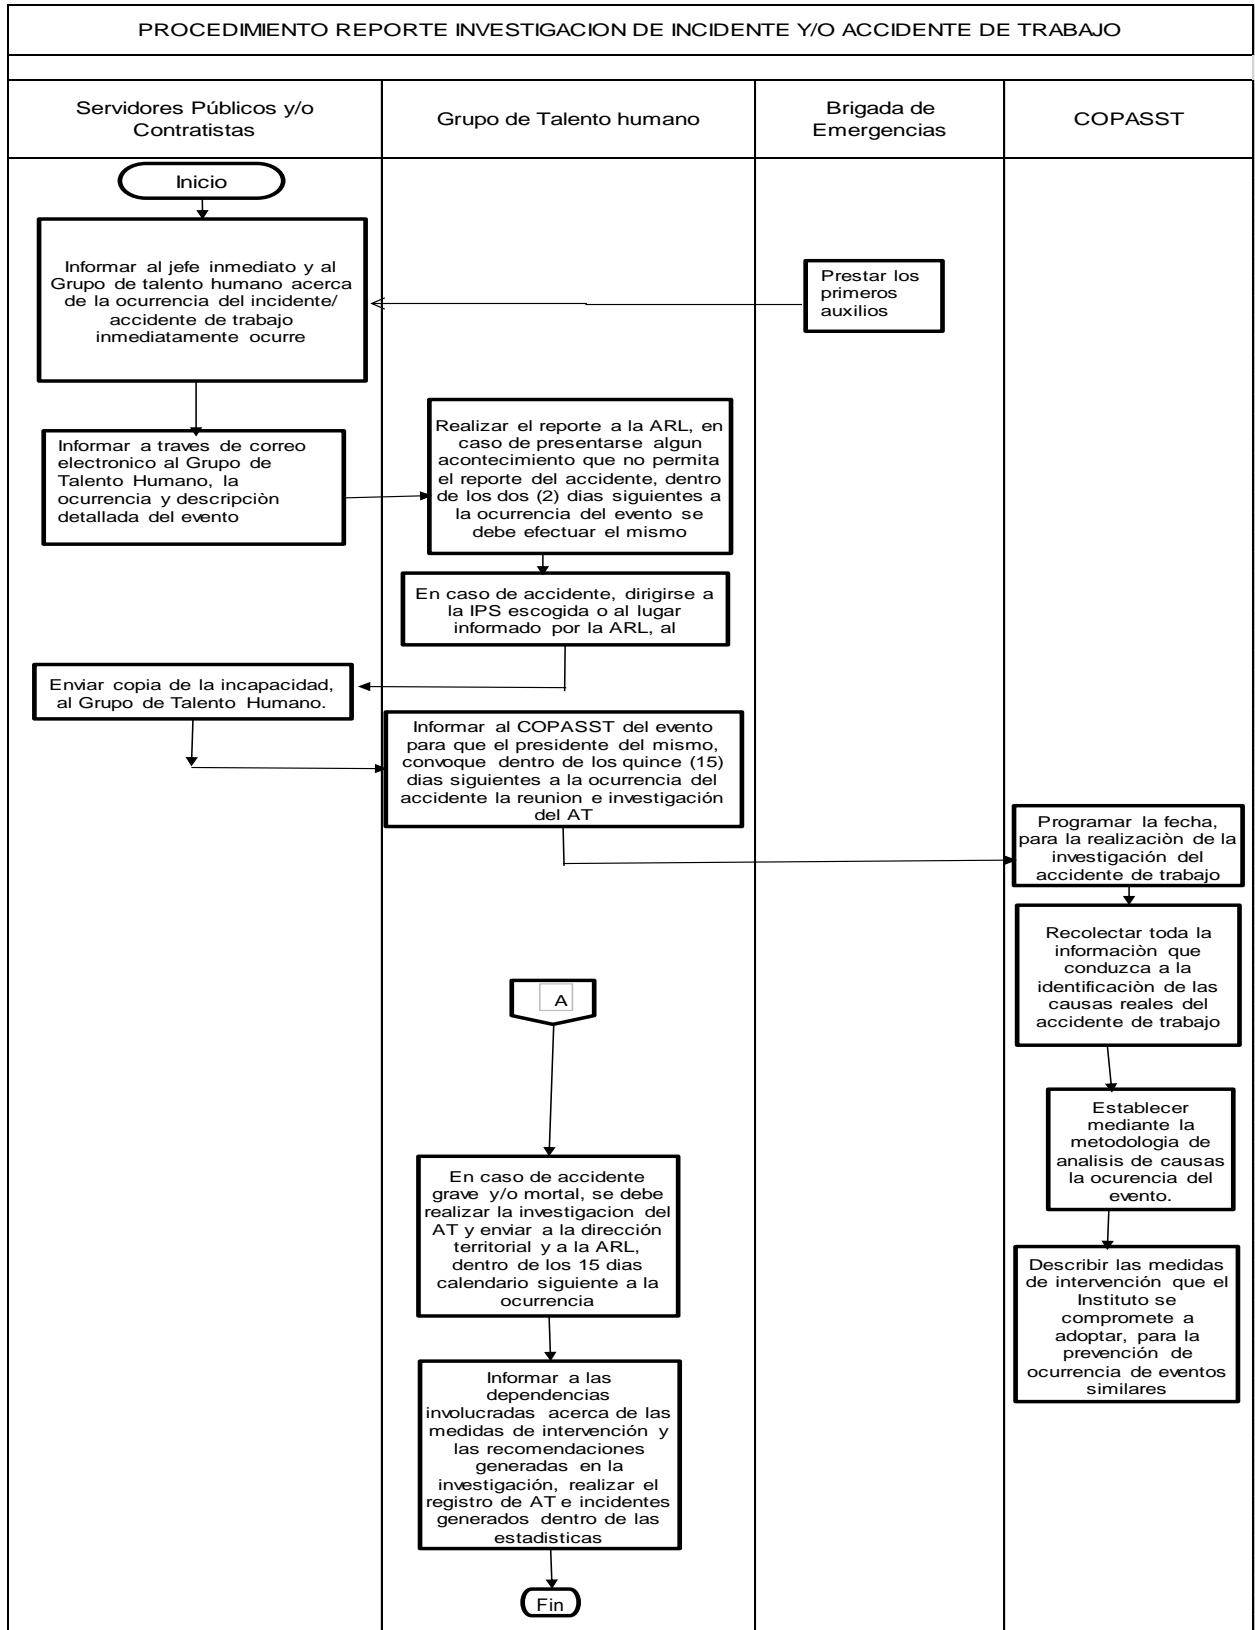 PROCEDIMIENTO REPORTE INVESTIGACION DE INCIDENTE Y/O ACCIDENTE DE TRABAJO
Servidores Públicos y/o
Contratistas
Grupo de Talento humano
Brigada de
Emergencias
COPASST
Inicio
Informar al jefe inmediato y al
Grupo de talento humano acerca
de la ocurrencia del incidente/
accidente de trabajo
inmediatamente ocurre
Prestar los
primeros
auxilios
Informar a traves de correo
electronico al Grupo de
Talento Humano, la
ocurrencia y descripciòn
detallada del evento
Realizar el reporte a la ARL, en
caso de presentarse algun
acontecimiento que no permita
el reporte del accidente, dentro
de los dos (2) dias siguientes a
la ocurrencia del evento se
debe efectuar el mismo
En caso de accidente, dirigirse a
la IPS escogida o al lugar
informado por la ARL, al
Enviar copia de la incapacidad,
al Grupo de Talento Humano.
Informar al COPASST del evento
para que el presidente del mismo,
convoque dentro de los quince (15)
dias siguientes a la ocurrencia del
accidente la reunion e investigación
del AT
Programar la fecha,
para la realizaciòn de la
investigación del
accidente de trabajo
Recolectar toda la
informaciòn que
conduzca a la
identificaciòn de las
causas reales del
accidente de trabajo
A
Establecer
mediante la
metodologia de
analisis de causas
la ocurencia del
evento.
En caso de accidente
grave y/o mortal, se debe
realizar la investigacion del
AT y enviar a la dirección
territorial y a la ARL,
dentro de los 15 dias
calendario siguiente a la
ocurrencia
Describir las medidas
de intervención que el
Instituto se
compromete a
adoptar, para la
prevención de
ocurrencia de eventos
similares
Informar a las
dependencias
involucradas acerca de las
medidas de intervención y
las recomendaciones
generadas en la
investigación, realizar el
registro de AT e incidentes
generados dentro de las
estadisticas
Fin